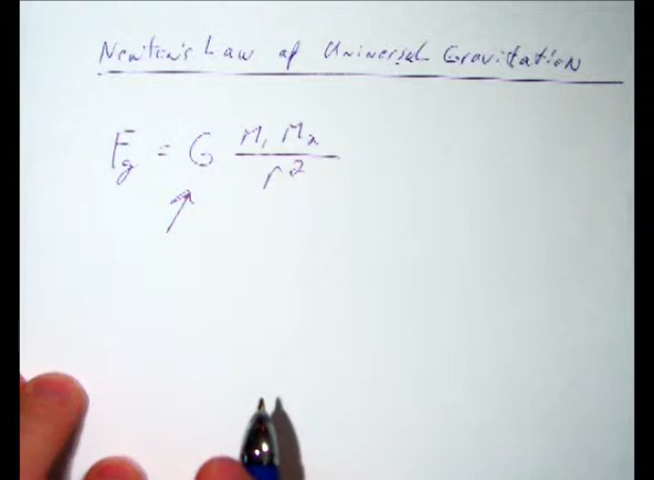 Newton's Law of Universal Gravitation
Fg = G M1 M2 / r²